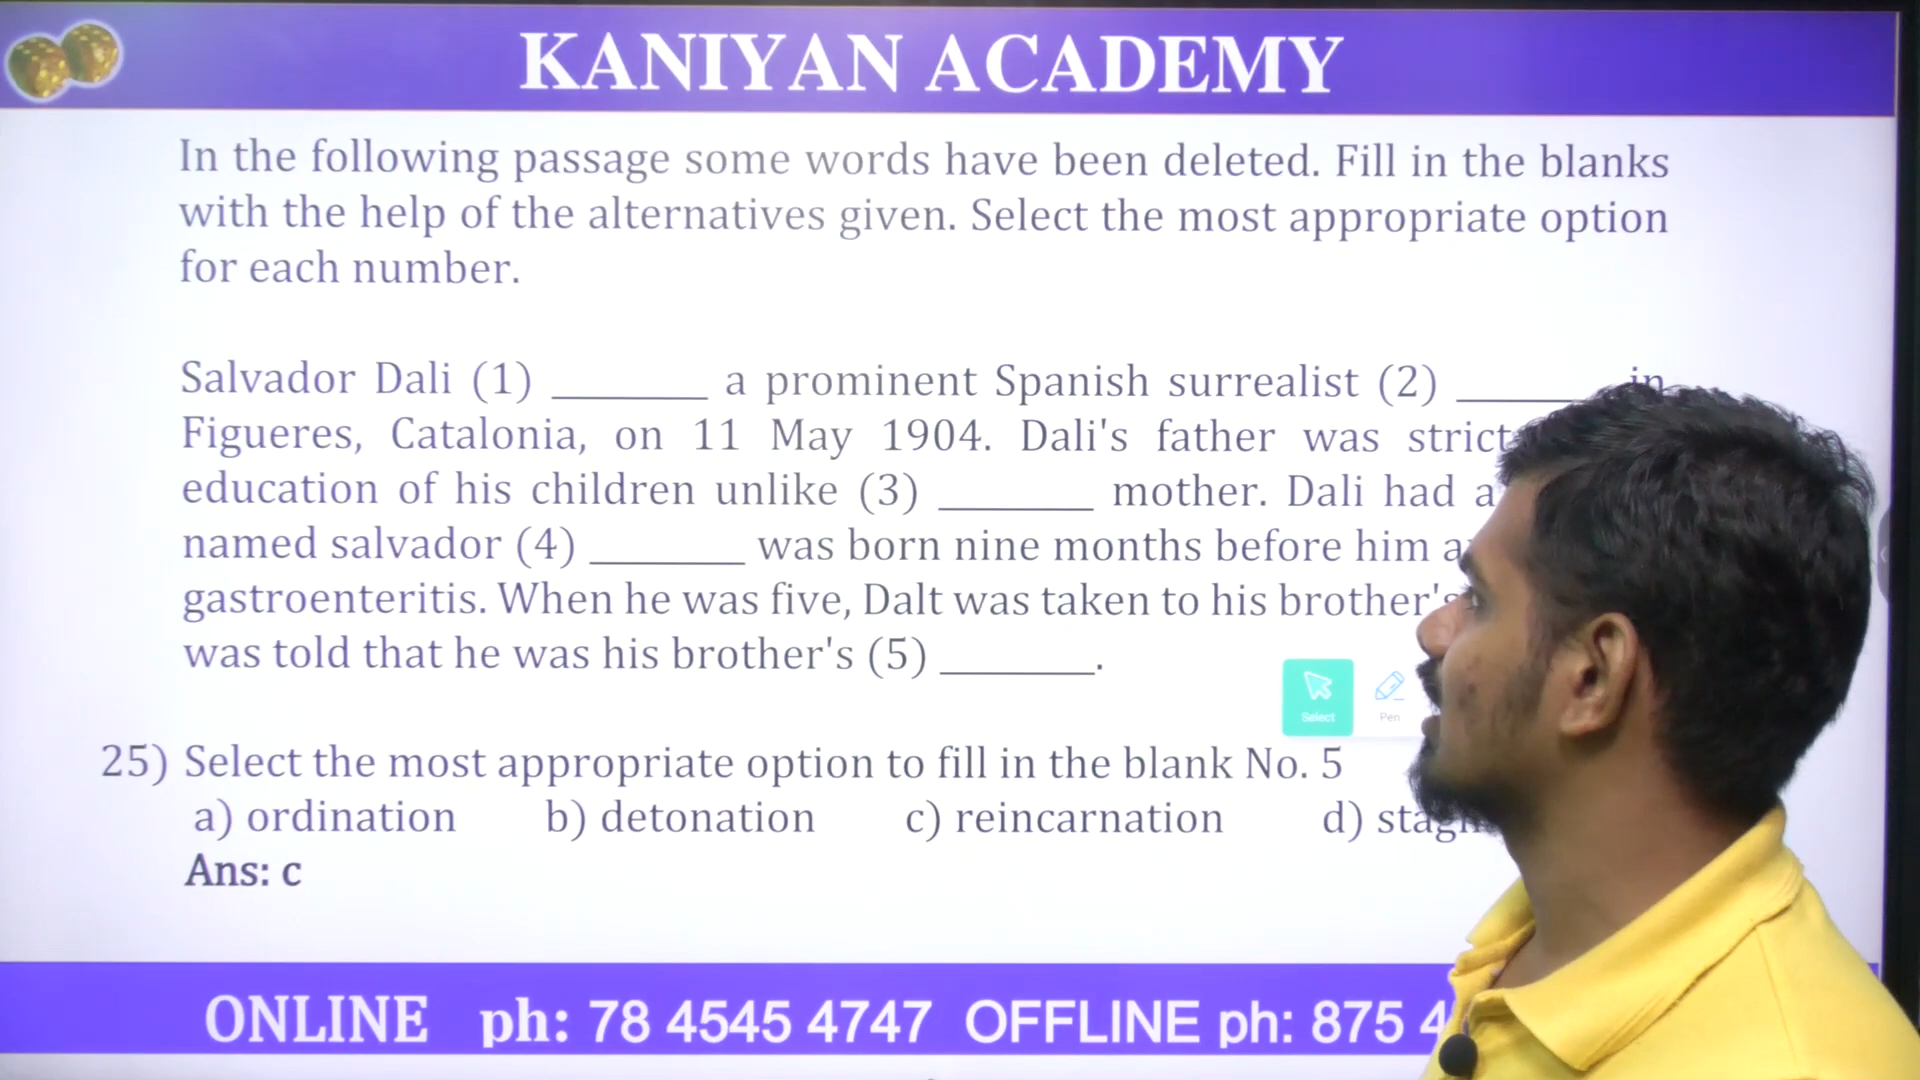 KANIYAN ACADEMY
In the following passage some words have been deleted. Fill in the blanks
with the help of the alternatives given. Select the most appropriate option
for each number.
Salvador Dali (1) _______ a prominent Spanish surrealist (2) _______ in
Figueres, Catalonia, on 11 May 1904. Dali's father was strict
education of his children unlike (3) _______ mother. Dali had a
named salvador (4) _______ was born nine months before him
gastroenteritis. When he was five, Dalt was taken to his brother's
was told that he was his brother's (5) _______.
Select Pen
25) Select the most appropriate option to fill in the blank No. 5
a) ordination b) detonation c) reincarnation d)
Ans: c
ONLINE ph: 78 4545 4747 OFFLINE ph: 875 4